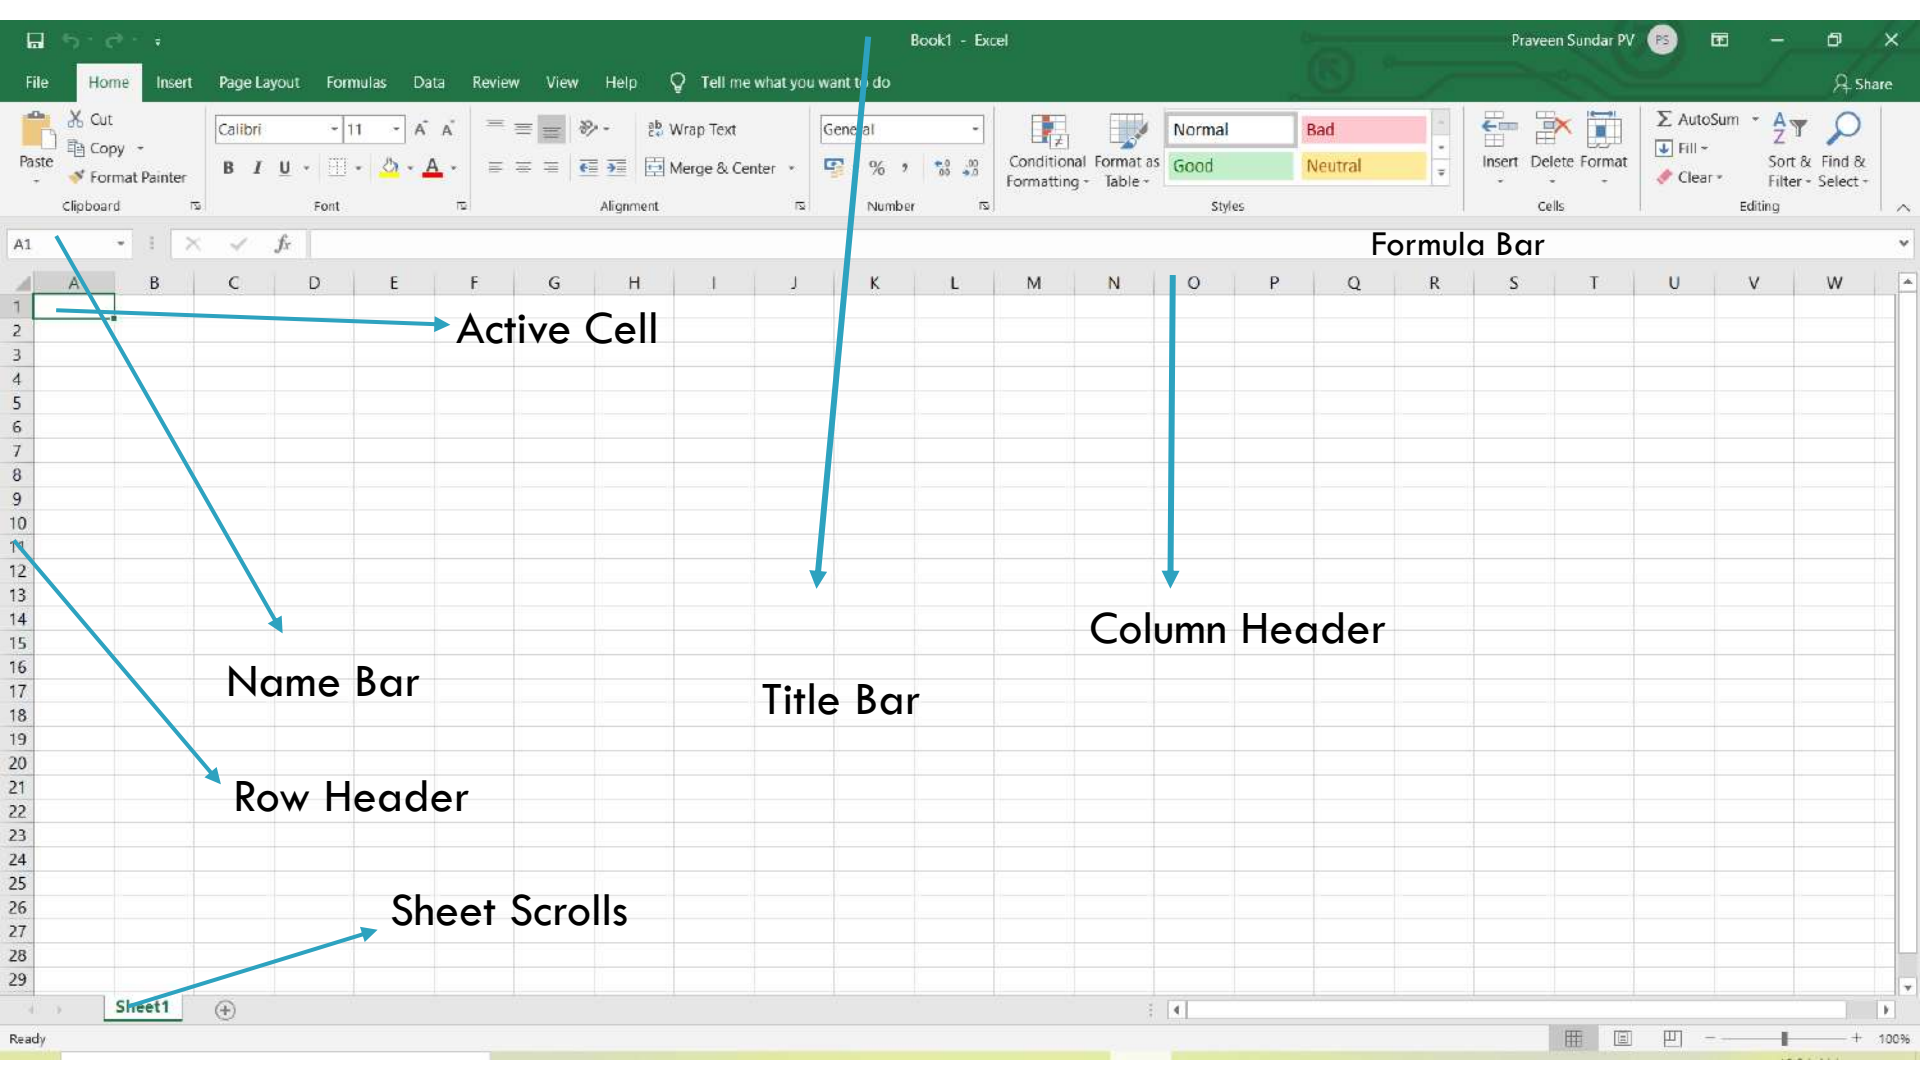 Book1 - Excel
Praveen Sundar PV PS
File Home Insert Page Layout Formulas Data Review View Help Tell me what you want to do Share
Cut
Copy
Format Painter
Paste
Clipboard
Calibri 11 A A
B I U A
Font
Wrap Text
Merge & Center
Alignment
General
% ,
Number
Conditional Formatting
Format as Table
Normal Bad
Good Neutral
Styles
Insert Delete Format
Cells
AutoSum
Fill
Clear
Sort & Filter
Find & Select
Editing
A1 fx Formula Bar
A B C D E F G H I J K L M N O P Q R S T U V W
1
2
Active Cell
3
4
5
6
7
8
9
10
11
12
13
14
Column Header
15
16
Name Bar
17
Title Bar
18
19
20
21
Row Header
22
23
24
25
26
Sheet Scrolls
27
28
29
Sheet1
Ready 100%